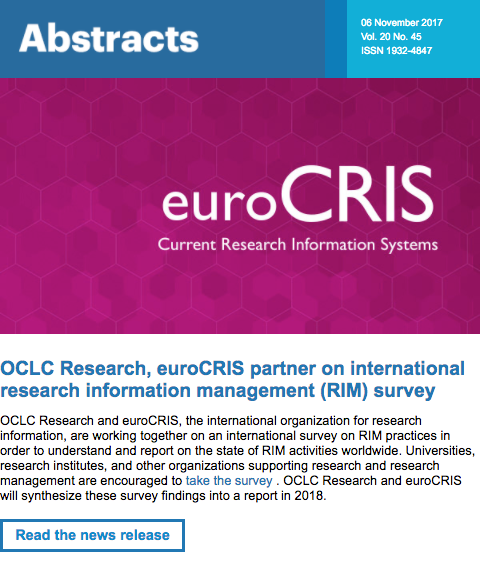 Abstracts
06 November 2017
Vol. 20 No. 45
ISSN 1932-4847
euroCRIS
Current Research Information Systems
OCLC Research, euroCRIS partner on international
research information management (RIM) survey
OCLC Research and euroCRIS, the international organization for research
information, are working together on an international survey on RIM practices in
order to understand and report on the state of RIM activities worldwide. Universities,
research institutes, and other organizations supporting research and research
management are encouraged to take the survey . OCLC Research and euroCRIS
will synthesize these survey findings into a report in 2018.
Read the news release